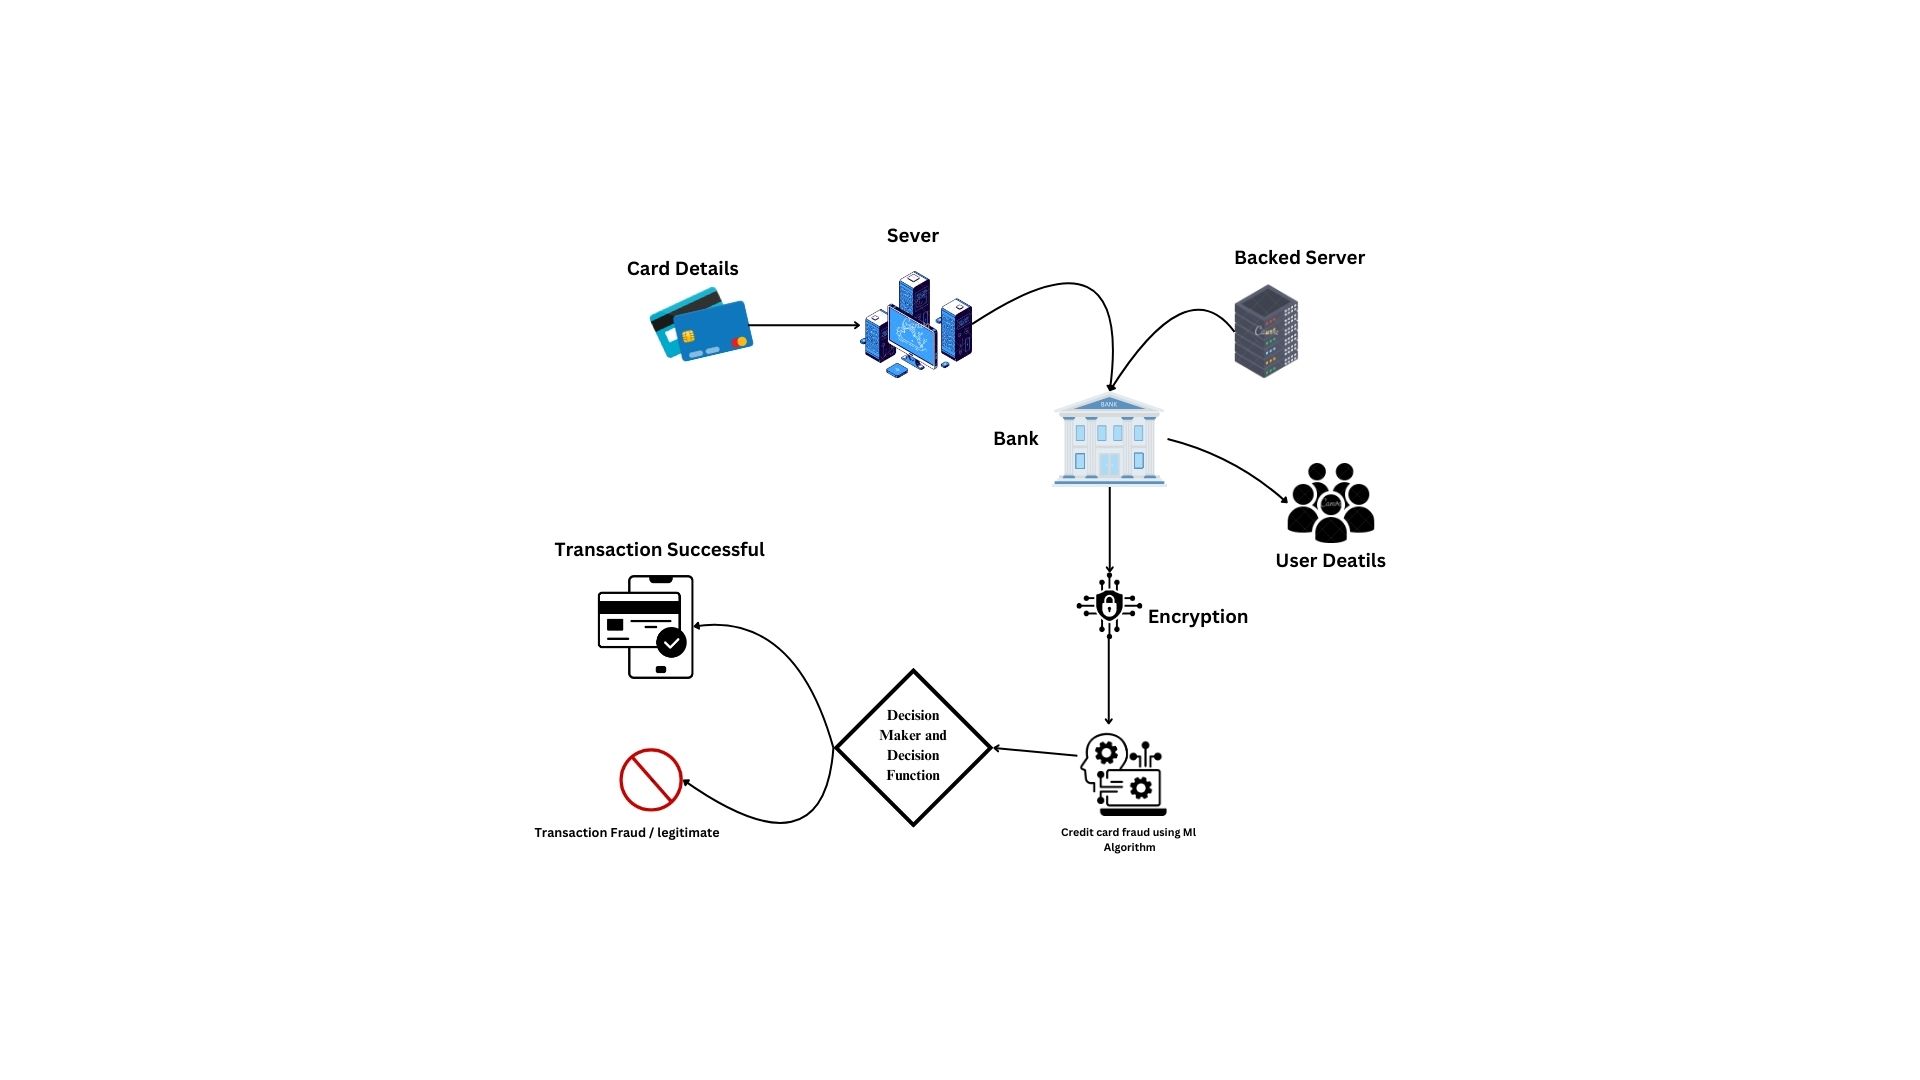 Sever
Backed Server
Card Details
BANK
Bank
User Deatils
Transaction Successful
Encryption
Decision
Maker and
Decision
Function
Transaction Fraud / legitimate
Credit card fraud using Ml
Algorithm